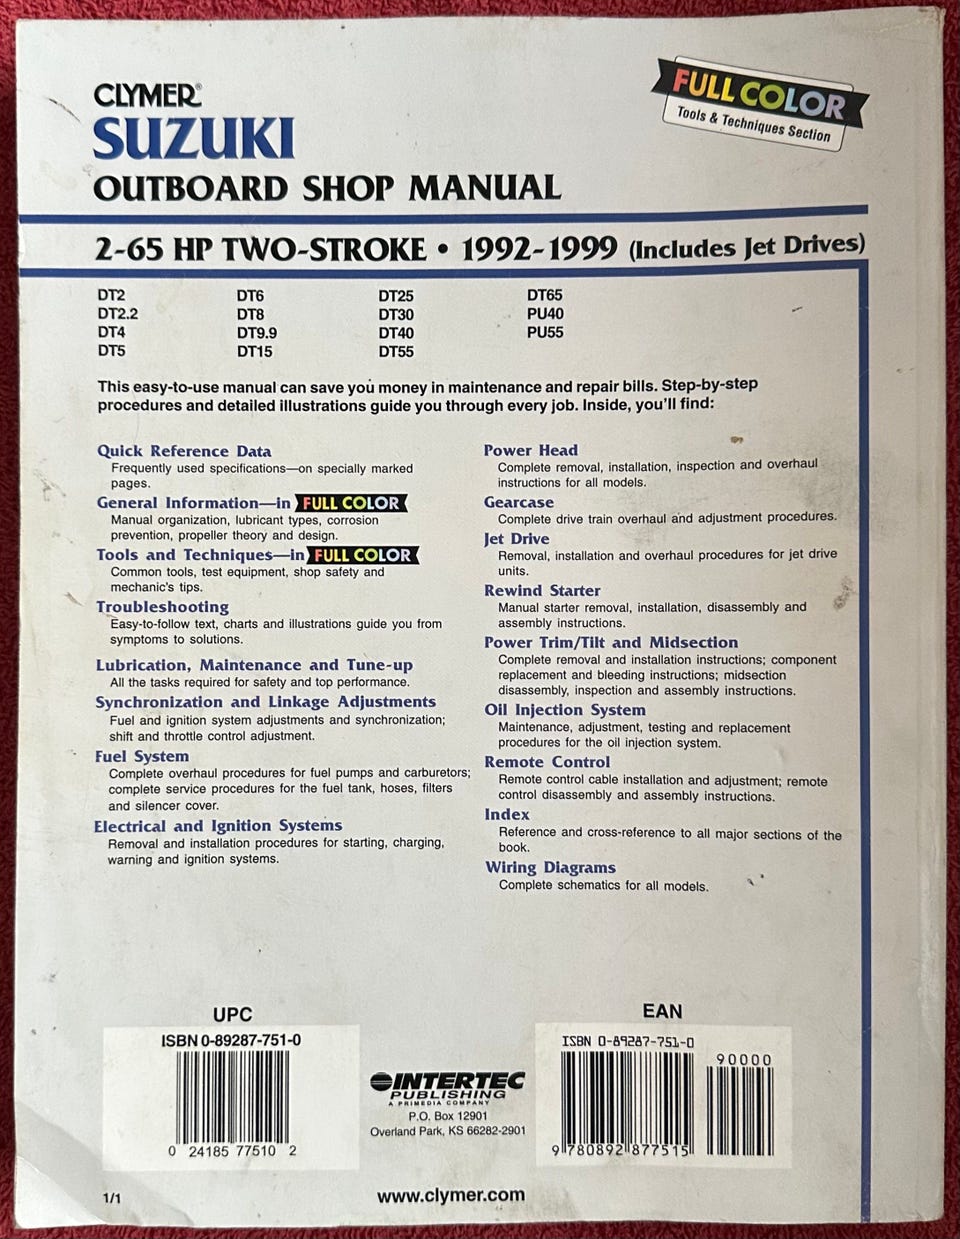 CLYMER®
SUZUKI
OUTBOARD SHOP MANUAL
FULL COLOR
Tools & Techniques Section
2-65 HP TWO-STROKE • 1992-1999 (Includes Jet Drives)
DT2 DT6 DT25 DT65
DT2.2 DT8 DT30 PU40
DT4 DT9.9 DT40 PU55
DT5 DT15 DT55
This easy-to-use manual can save you money in maintenance and repair bills. Step-by-step
procedures and detailed illustrations guide you through every job. Inside, you'll find:
Quick Reference Data
Frequently used specifications—on specially marked
pages.
General Information—in FULL COLOR
Manual organization, lubricant types, corrosion
prevention, propeller theory and design.
Tools and Techniques—in FULL COLOR
Common tools, test equipment, shop safety and
mechanic's tips.
Troubleshooting
Easy-to-follow text, charts and illustrations guide you from
symptoms to solutions.
Lubrication, Maintenance and Tune-up
All the tasks required for safety and top performance.
Synchronization and Linkage Adjustments
Fuel and ignition system adjustments and synchronization;
shift and throttle control adjustment.
Fuel System
Complete overhaul procedures for fuel pumps and carburetors;
complete service procedures for the fuel tank, hoses, filters
and silencer cover.
Electrical and Ignition Systems
Removal and installation procedures for starting, charging,
warning and ignition systems.
Power Head
Complete removal, installation, inspection and overhaul
instructions for all models.
Gearcase
Complete drive train overhaul and adjustment procedures.
Jet Drive
Removal, installation and overhaul procedures for jet drive
units.
Rewind Starter
Manual starter removal, installation, disassembly and
assembly instructions.
Power Trim/Tilt and Midsection
Complete removal and installation instructions; component
replacement and bleeding instructions; midsection
disassembly, inspection and assembly instructions.
Oil Injection System
Maintenance, adjustment, testing and replacement
procedures for the oil injection system.
Remote Control
Remote control cable installation and adjustment; remote
control disassembly and assembly instructions.
Index
Reference and cross-reference to all major sections of the
book.
Wiring Diagrams
Complete schematics for all models.
UPC
ISBN 0-89287-751-0
0 24185 77510 2
INTERTEC
PUBLISHING
A PRIMEDIA COMPANY
P.O. Box 12901
Overland Park, KS 66282-2901
EAN
ISBN 0-89287-751-0
90000
9 780892 877515
1/1
www.clymer.com